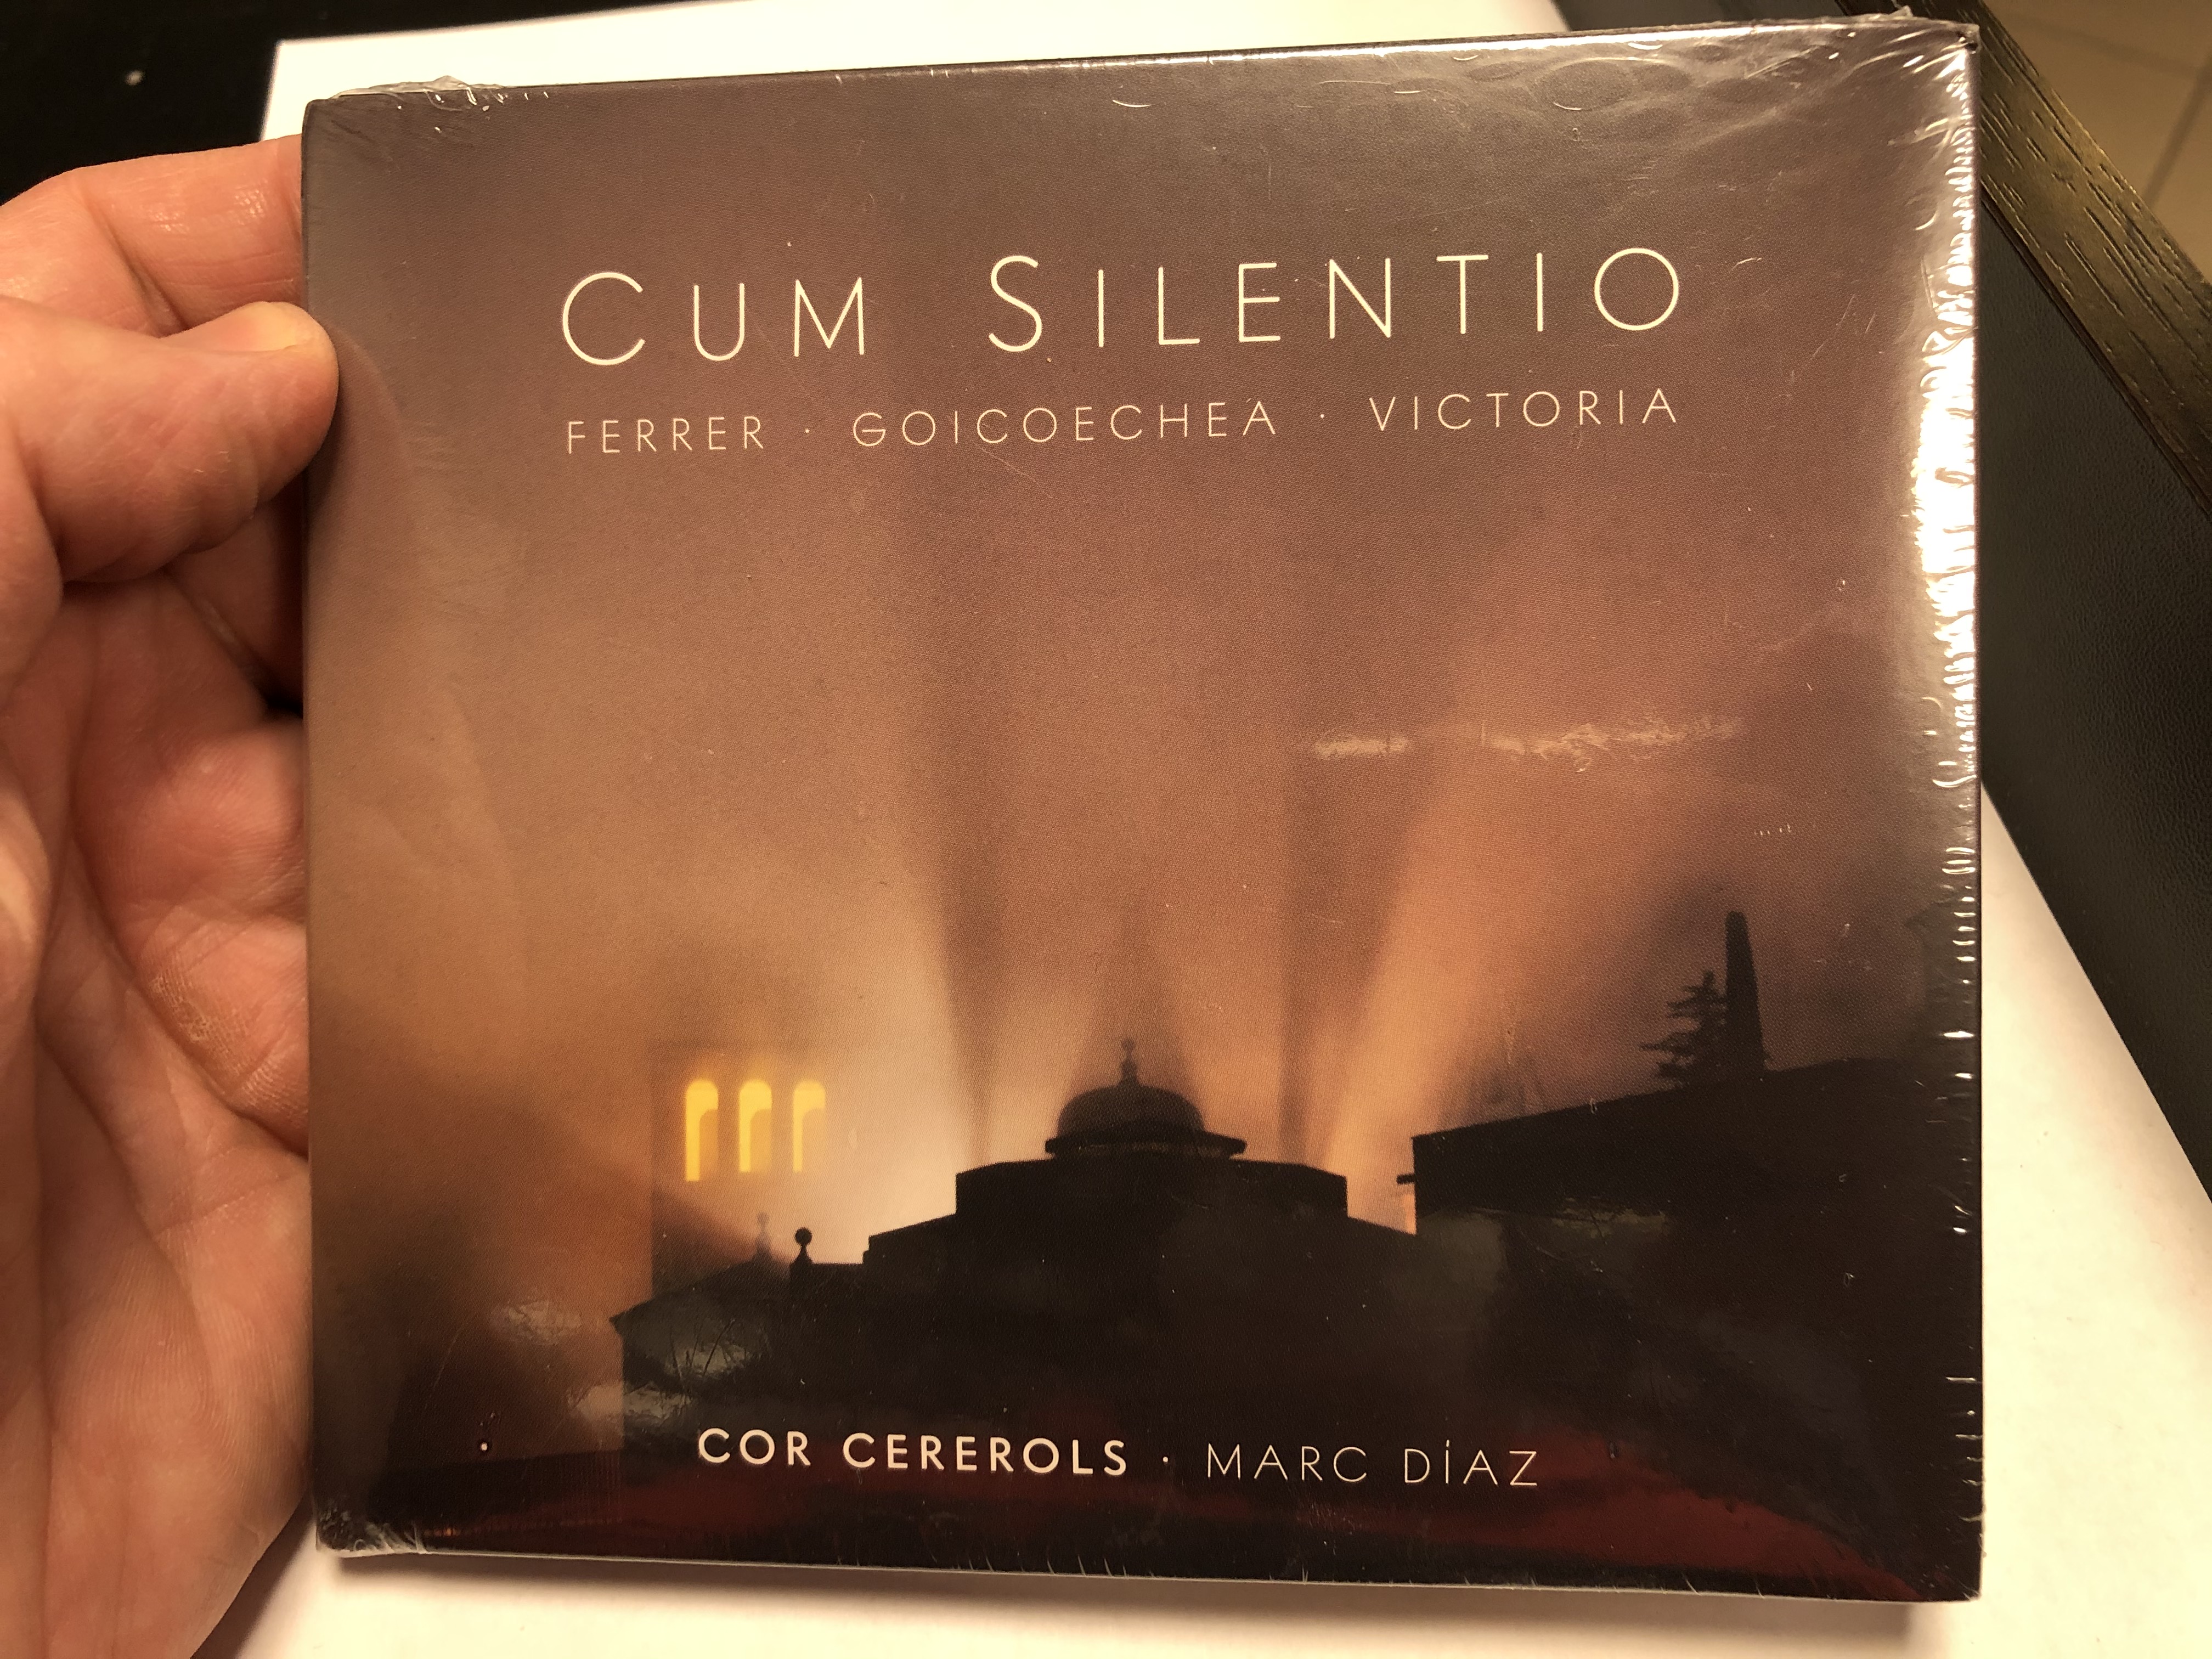 CUM SILENTIO
FERRER · GOICOECHEA · VICTORIA
COR CEREROLS · MARC DÍAZ